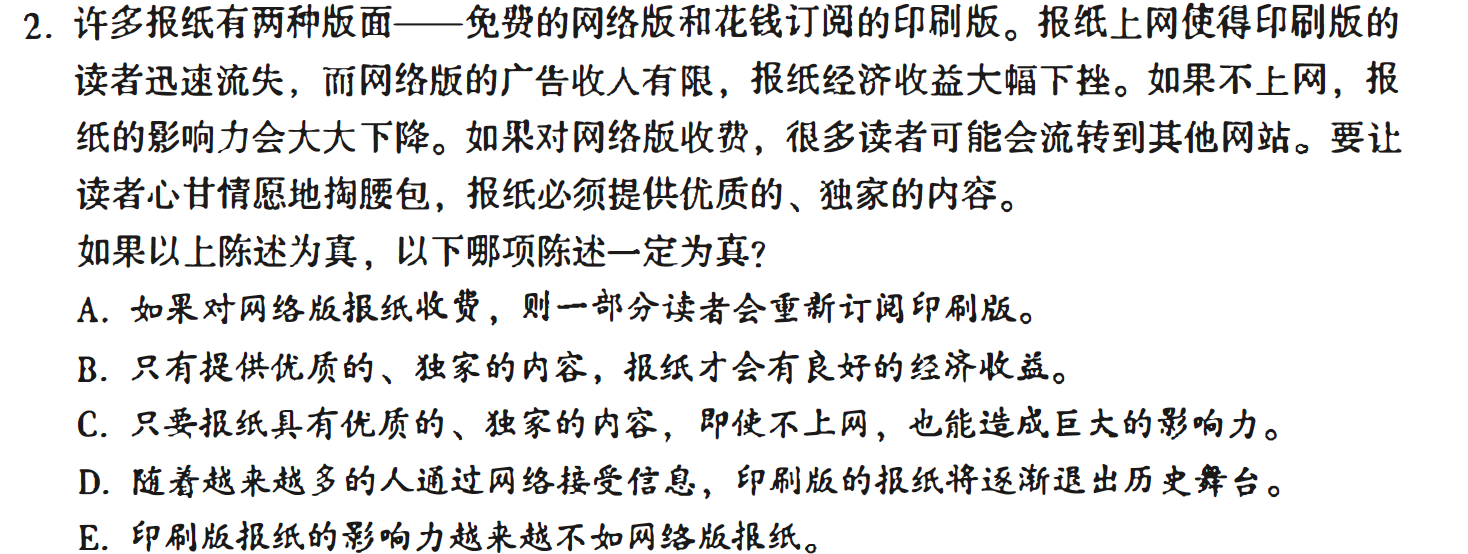 2. 许多报纸有两种版面——免费的网络版和花钱订阅的印刷版。报纸上网使得印刷版的
读者迅速流失，而网络版的广告收入有限，报纸经济收益大幅下挫。如果不上网，报
纸的影响力会大大下降。如果对网络版收费，很多读者可能会流转到其他网站。要让
读者心甘情愿地掏腰包，报纸必须提供优质的、独家的内容。
如果以上陈述为真，以下哪项陈述一定为真?
A. 如果对网络版报纸收费，则一部分读者会重新订阅印刷版。
B. 只有提供优质的、独家的内容，报纸才会有良好的经济收益。
C. 只要报纸具有优质的、独家的内容，即使不上网，也能造成巨大的影响力。
D. 随着越来越多的人通过网络接受信息，印刷版的报纸将逐渐退出历史舞台。
E. 印刷版报纸的影响力越来越不如网络版报纸。